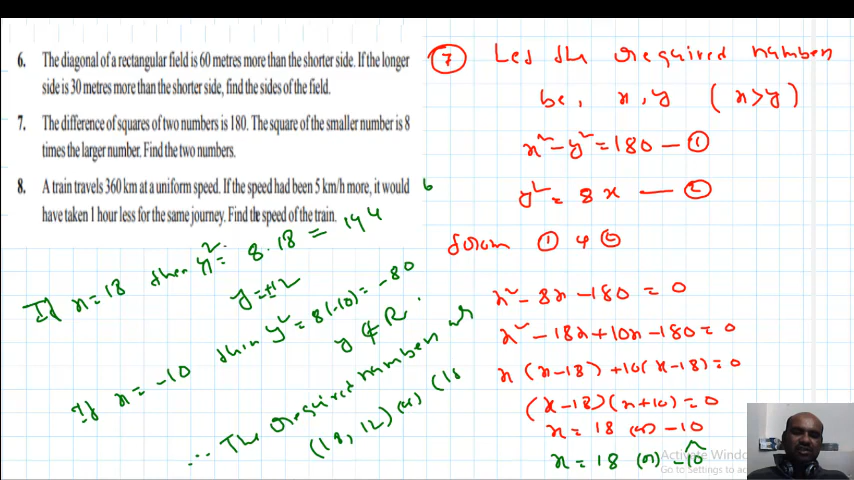 6. The diagonal of a rectangular field is 60 metres more than the shorter side. If the longer
side is 30 metres more than the shorter side, find the sides of the field.
7. The difference of squares of two numbers is 180. The square of the smaller number is 8
times the larger number. Find the two numbers.
8. A train travels 360 km at a uniform speed. If the speed had been 5 km/h more, it would
have taken 1 hour less for the same journey. Find the speed of the train.
⑦ Let the required numbers
be, x, y (x>y)
x² - y² = 180 — ①
y² = 8x — ②
from ① & ②
x² - 8x - 180 = 0
x² - 18x + 10x - 180 = 0
x(x-18) + 10(x-18) = 0
(x-18)(x+10) = 0
x = 18 (or) -10
x = 18 (or) -10
If x = 18 then y² = 8.18 = 144
y = ±12
If x = -10 then y² = 8(-10) = -80
y ∉ R.
∴ The required numbers
(18, 12) (or) (18
Activate Windows
Go to Settings to